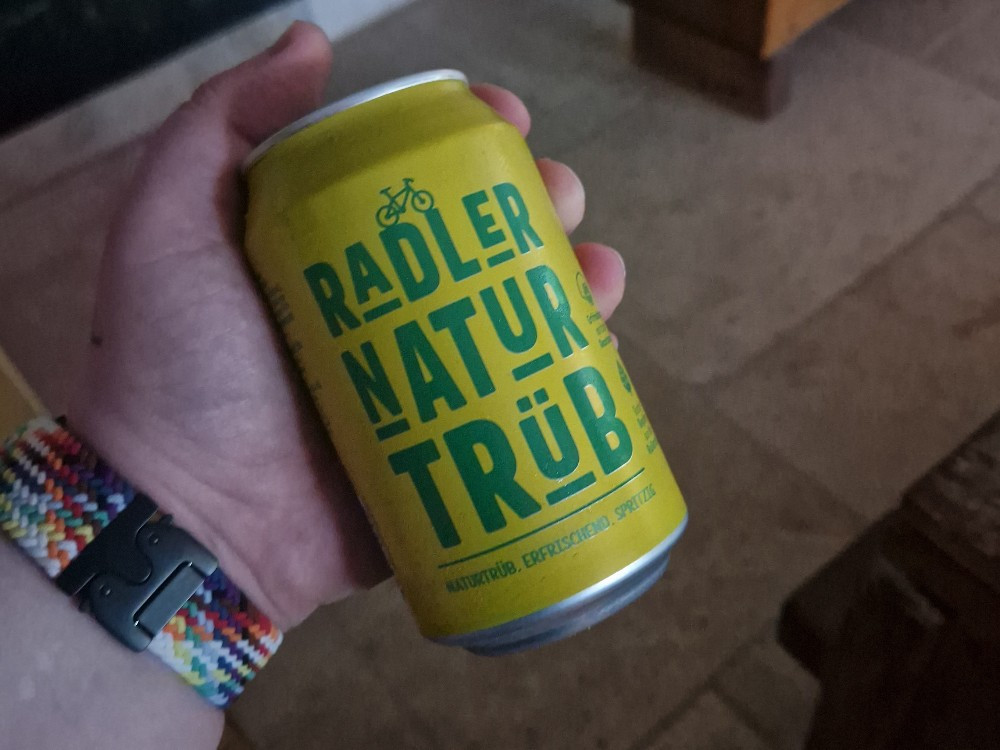 RADLER
NATUR
TRÜB
NATURTRÜB. ERFRISCHEND. SPRITZIG